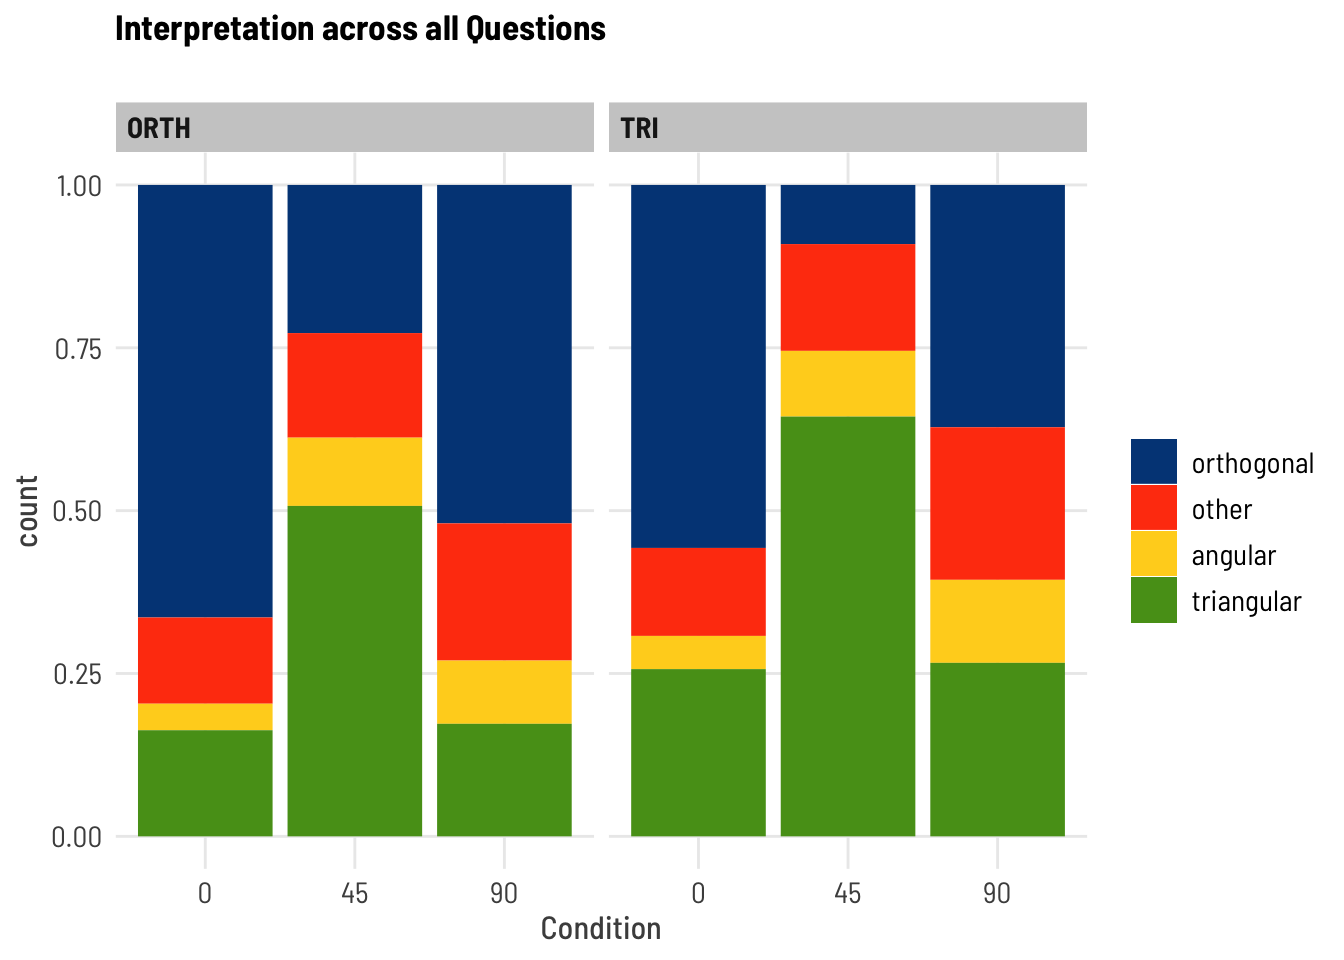 Interpretation across all Questions
ORTH
TRI
1.00
0.75
0.50
0.25
0.00
count
0
45
90
0
45
90
Condition
orthogonal
other
angular
triangular